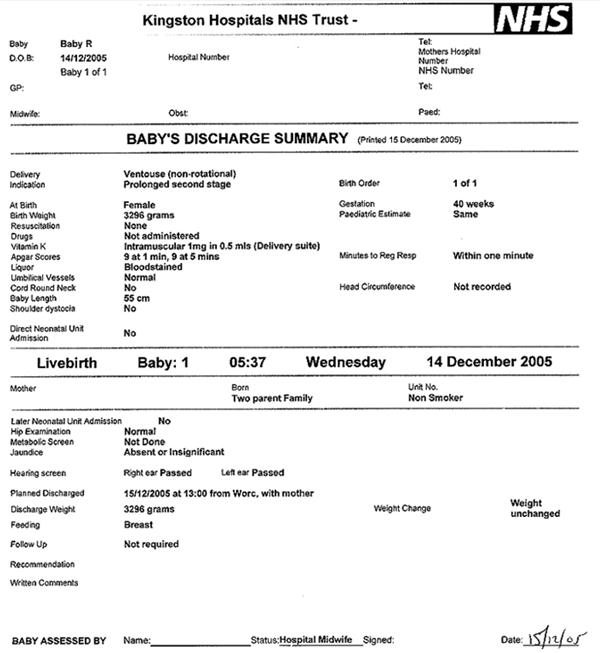 Kingston Hospitals NHS Trust -
NHS
Baby Baby R Tel:
D.O.B: 14/12/2005 Hospital Number Mothers Hospital Number
Baby 1 of 1 NHS Number
GP: Tel:
Midwife: Obst: Paed:
BABY'S DISCHARGE SUMMARY (Printed 15 December 2005)
Delivery Ventouse (non-rotational)
Indication Prolonged second stage Birth Order 1 of 1
At Birth Female Gestation 40 weeks
Birth Weight 3296 grams Paediatric Estimate Same
Resuscitation None
Drugs Not administered
Vitamin K Intramuscular 1mg in 0.5 mls (Delivery suite)
Apgar Scores 9 at 1 min, 9 at 5 mins Minutes to Reg Resp Within one minute
Liquor Bloodstained
Umbilical Vessels Normal
Cord Round Neck No Head Circumference Not recorded
Baby Length 55 cm
Shoulder dystocia No
Direct Neonatal Unit Admission No
Livebirth Baby: 1 05:37 Wednesday 14 December 2005
Mother Born Unit No.
Two parent Family Non Smoker
Later Neonatal Unit Admission No
Hip Examination Normal
Metabolic Screen Not Done
Jaundice Absent or Insignificant
Hearing screen Right ear Passed Left ear Passed
Planned Discharged 15/12/2005 at 13:00 from Worc, with mother
Discharge Weight 3296 grams Weight Change Weight unchanged
Feeding Breast
Follow Up Not required
Recommendation
Written Comments
BABY ASSESSED BY Name: Status: Hospital Midwife Signed: Date: 15/12/05